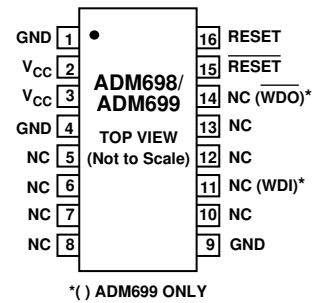 GND 1 16 RESET
VCC 2 15 RESET
VCC 3 14 NC (WDO)*
GND 4 13 NC
NC 5 12 NC
NC 6 11 NC (WDI)*
NC 7 10 NC
NC 8 9 GND
ADM698/
ADM699
TOP VIEW
(Not to Scale)
*( ) ADM699 ONLY